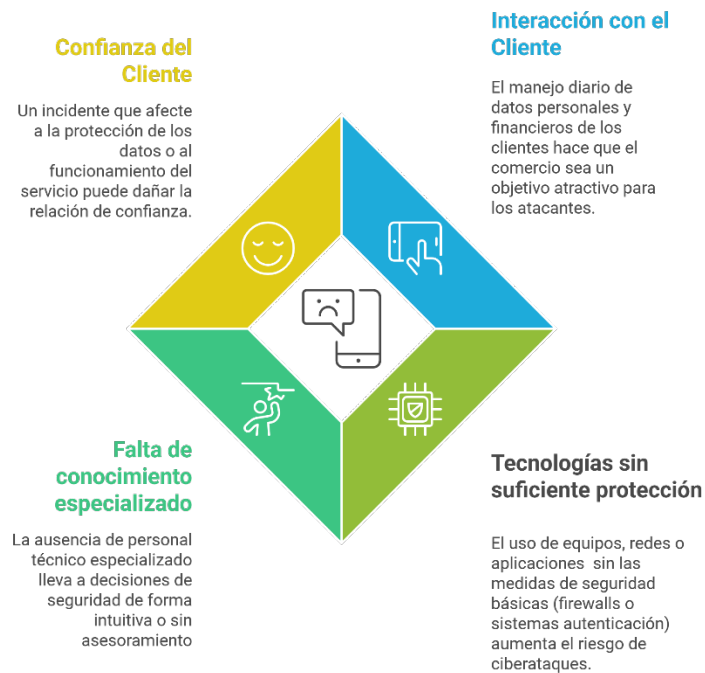 Confianza del
Cliente
Un incidente que afecte
a la protección de los
datos o al
funcionamiento del
servicio puede dañar la
relación de confianza.
Interacción con el
Cliente
El manejo diario de
datos personales y
financieros de los
clientes hace que el
comercio sea un
objetivo atractivo para
los atacantes.
Falta de
conocimiento
especializado
La ausencia de personal
técnico especializado
lleva a decisiones de
seguridad de forma
intuitiva o sin
asesoramiento
Tecnologías sin
suficiente protección
El uso de equipos, redes o
aplicaciones  sin las
medidas de seguridad
básicas (firewalls o
sistemas autenticación)
aumenta el riesgo de
ciberataques.